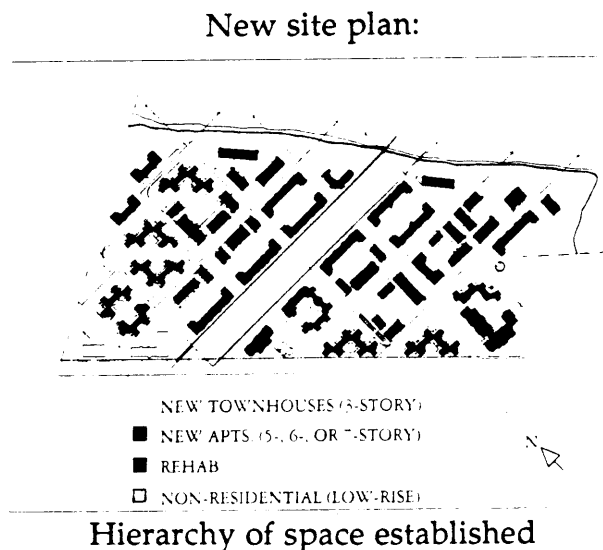 New site plan:
NEW TOWNHOUSES (3-STORY)
NEW APTS. (5-, 6-, OR 7-STORY)
REHAB
NON-RESIDENTIAL (LOW-RISE)
N
Hierarchy of space established